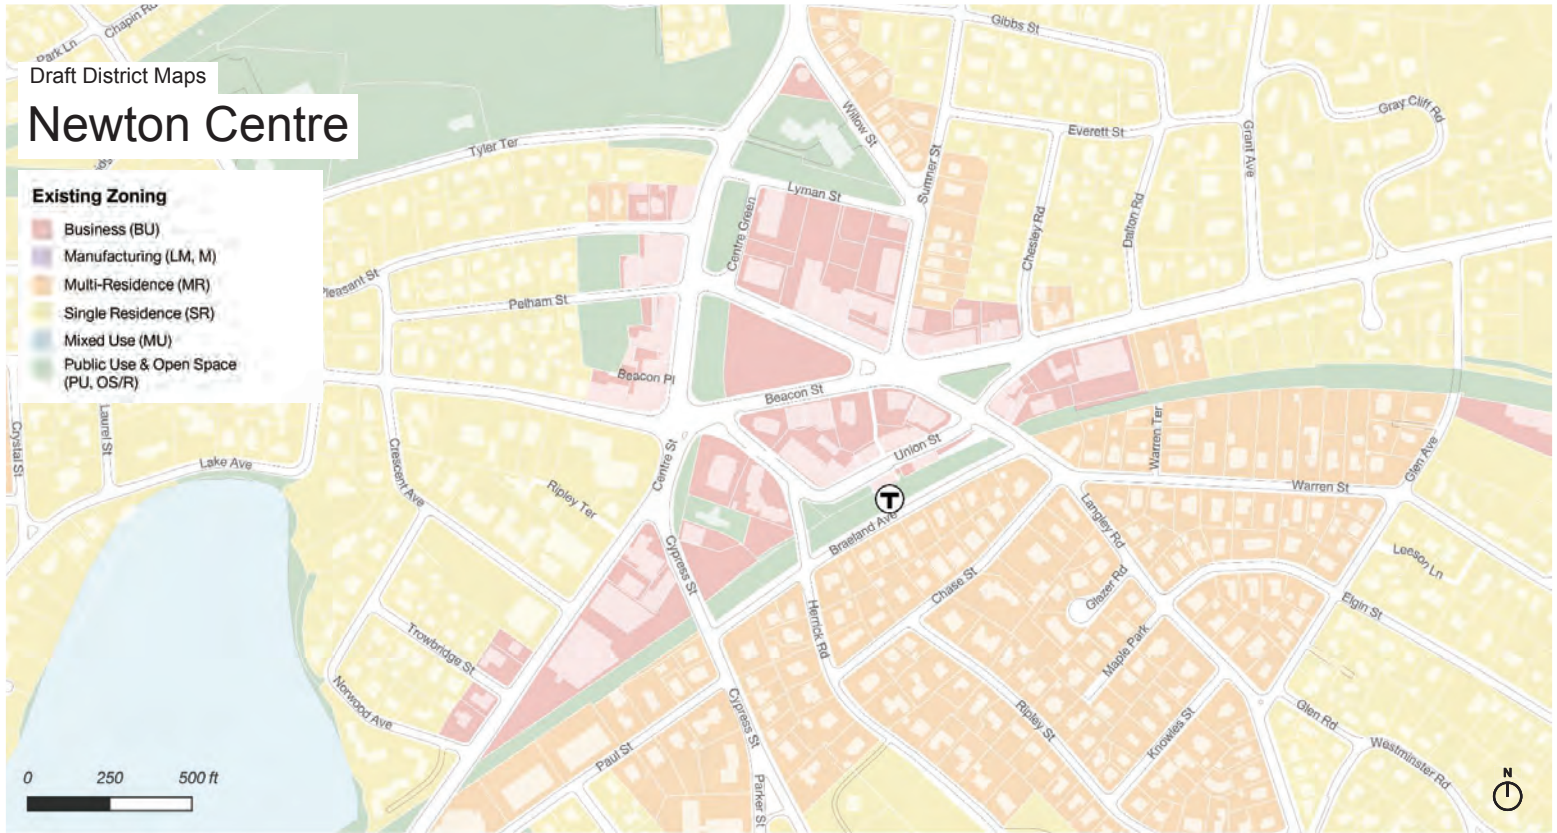 Chapin Rd
Park Ln
Gibbs St
Draft District Maps
Newton Centre
Willow St
Gray Cliff Rd
Everett St
Grant Ave
Tyler Ter
Sumner St
Existing Zoning
Business (BU)
Manufacturing (LM, M)
Multi-Residence (MR)
Single Residence (SR)
Mixed Use (MU)
Public Use & Open Space
(PU, OS/R)
Lyman St
Centre Green
Chesley Rd
Dalton Rd
Pleasant St
Pelham St
Beacon Pl
Beacon St
Laurel St
Crystal St
Lake Ave
Crescent Ave
Ripley Ter
Centre St
Union St
Warren Ter
Glen Ave
Warren St
T
Braeland Ave
Langley Rd
Cypress St
Chase St
Glazer Rd
Leeson Ln
Elgin St
Herrick Rd
Trowbridge St
Maple Park
Norwood Ave
Cypress St
Ripley St
Knowles St
Glen Rd
Westminster Rd
Paul St
Parker St
0 250 500 ft
N